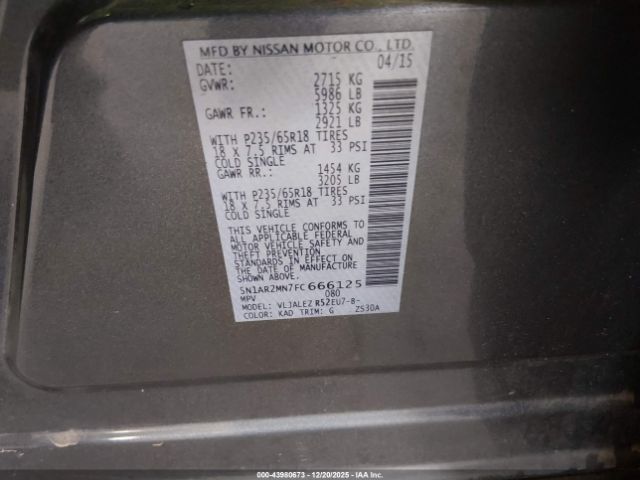 MFD BY NISSAN MOTOR CO., LTD.
DATE: 04/15
GVWR: 2715 KG
5986 LB
GAWR FR.: 1325 KG
2921 LB
WITH P235/65R18 TIRES
18 X 7.5 RIMS AT 33 PSI
COLD SINGLE
GAWR RR.: 1454 KG
3205 LB
WITH P235/65R18 TIRES
18 X 7.5 RIMS AT 33 PSI
COLD SINGLE
THIS VEHICLE CONFORMS TO
ALL APPLICABLE FEDERAL
MOTOR VEHICLE SAFETY AND
THEFT PREVENTION
STANDARDS IN EFFECT ON
THE DATE OF MANUFACTURE
SHOWN ABOVE.
5N1AR2MN7FC666125
MPV 080
MODEL: VLJALEZ R52EU7-B-
COLOR: KAD TRIM: G ZS30A
00-43980673 – 12/20/2025 – IAA Inc.